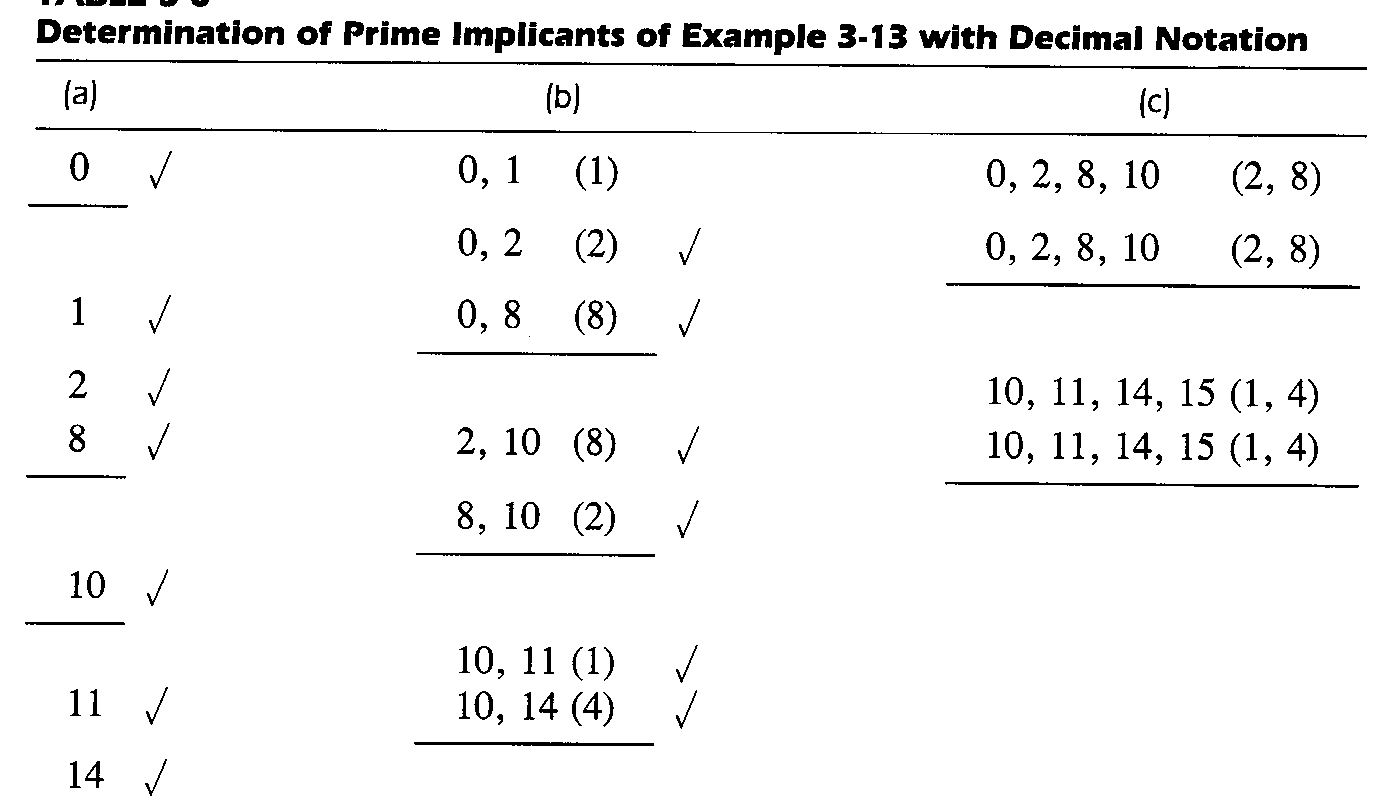 Determination of Prime Implicants of Example 3-13 with Decimal Notation
(a) (b) (c)
0 √ 0, 1 (1) 0, 2, 8, 10 (2, 8)
0, 2 (2) √ 0, 2, 8, 10 (2, 8)
1 √ 0, 8 (8) √
2 √ 10, 11, 14, 15 (1, 4)
8 √ 2, 10 (8) √ 10, 11, 14, 15 (1, 4)
8, 10 (2) √
10 √
10, 11 (1) √
11 √ 10, 14 (4) √
14 √